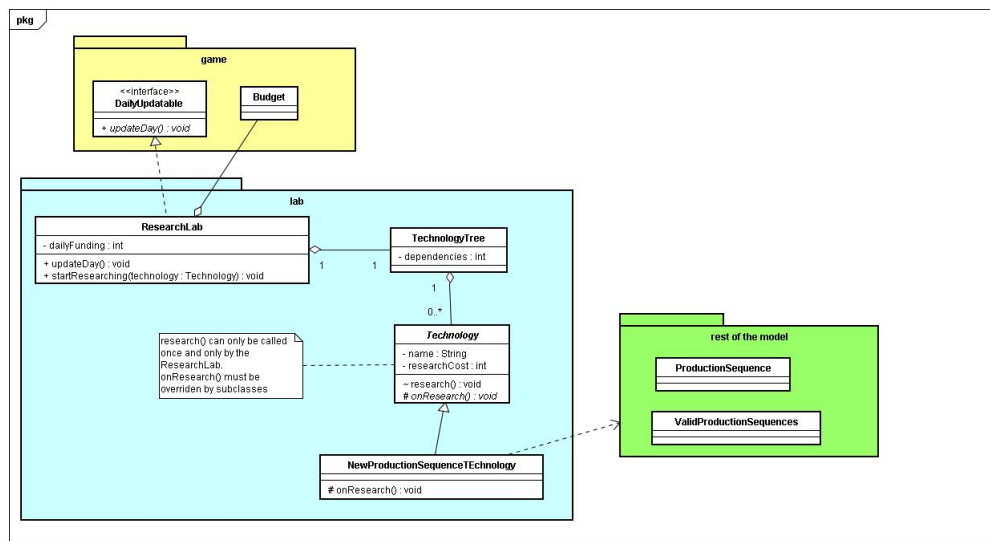 pkg
game
<<interface>>
DailyUpdatable
+ updateDay() : void
Budget
lab
ResearchLab
- dailyFunding : int
+ updateDay() : void
+ startResearching(technology : Technology) : void
1
1
TechnologyTree
- dependencies : int
1
0..*
research() can only be called
once and only by the
ResearchLab.
onResearch() must be
overriden by subclasses
Technology
- name : String
- researchCost : int
~ research() : void
# onResearch() : void
NewProductionSequenceTEchnology
# onResearch() : void
rest of the model
ProductionSequence
ValidProductionSequences